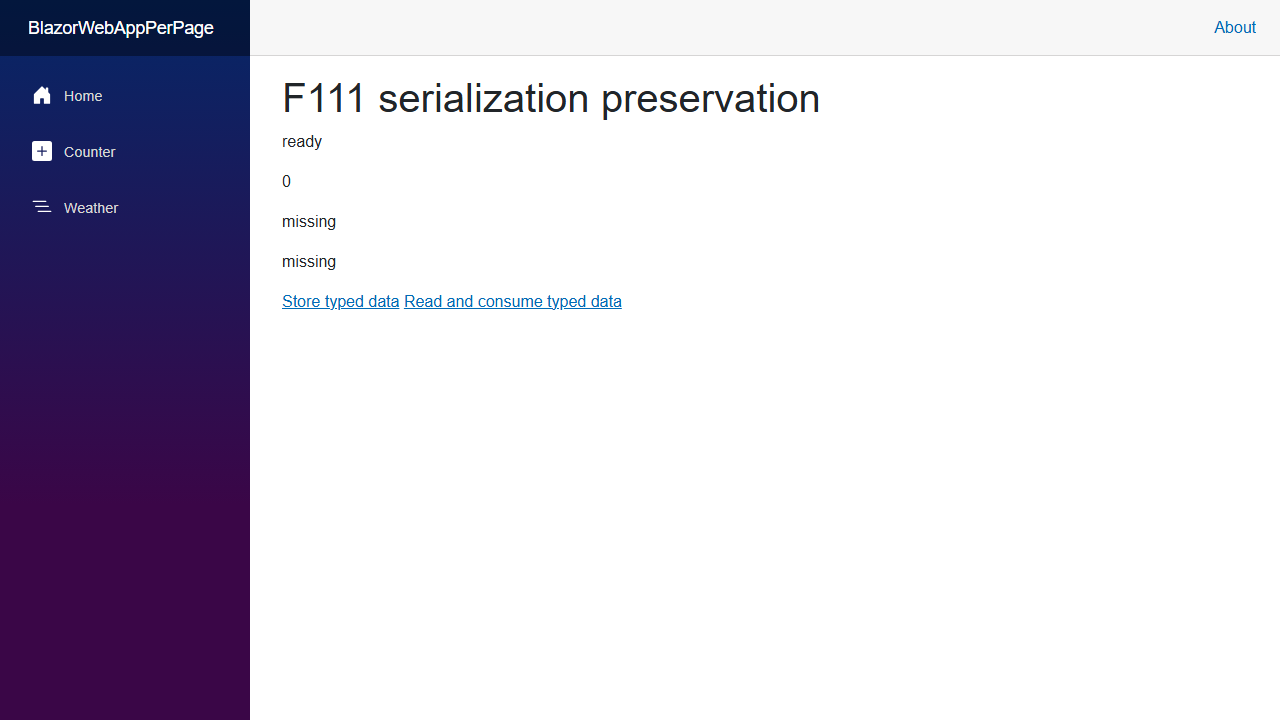 BlazorWebAppPerPage
About
Home
Counter
Weather
F111 serialization preservation
ready
0
missing
missing
Store typed data Read and consume typed data